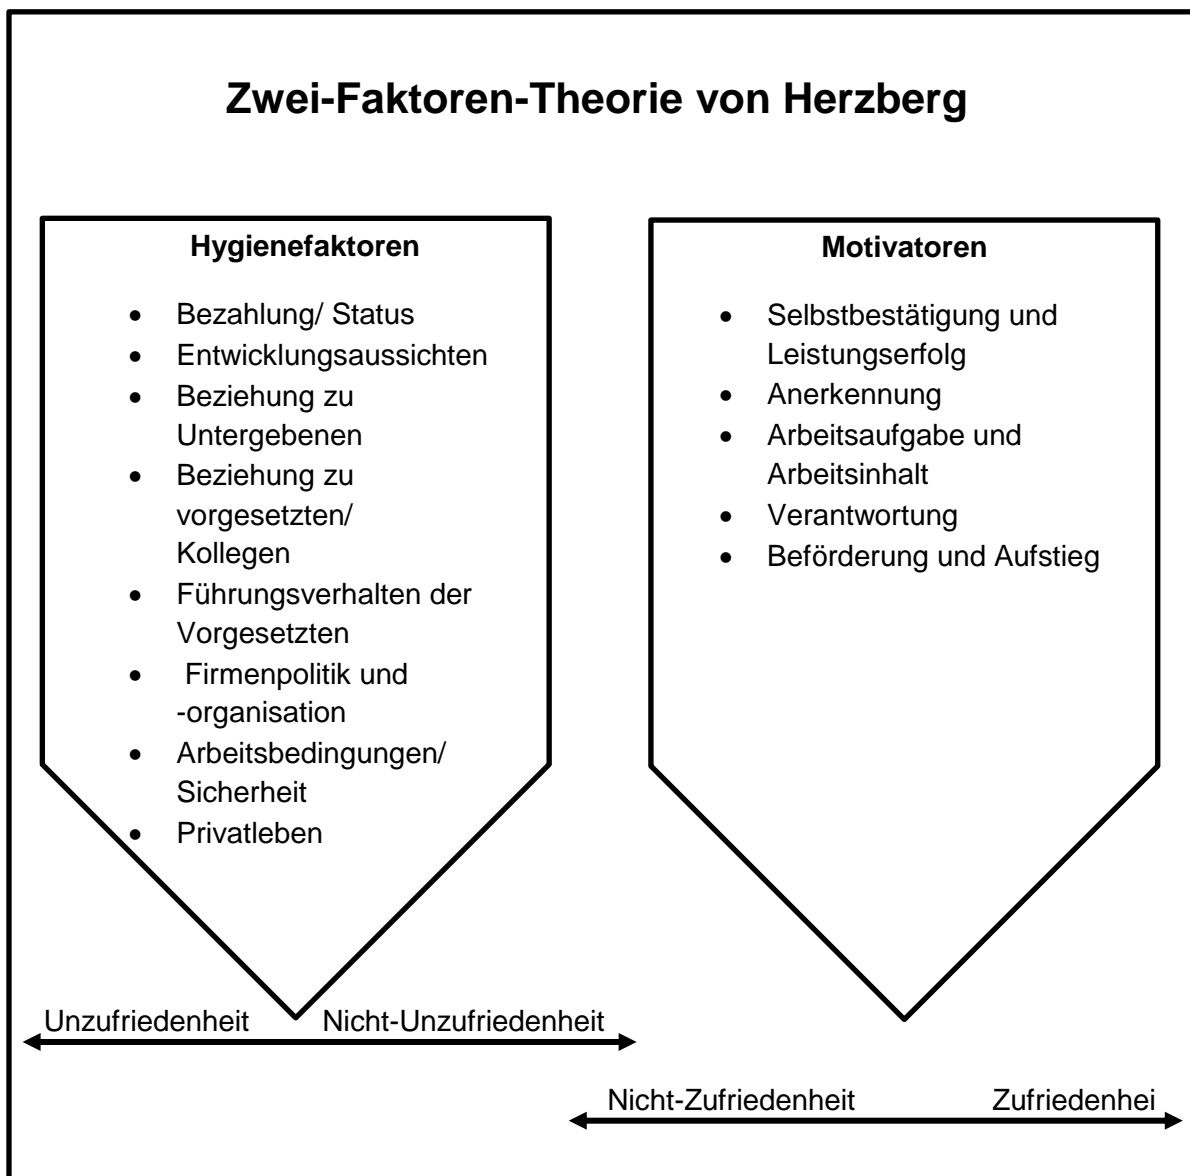 Zwei-Faktoren-Theorie von Herzberg
Hygienefaktoren
• Bezahlung/ Status
• Entwicklungsaussichten
• Beziehung zu
Untergebenen
• Beziehung zu
vorgesetzten/
Kollegen
• Führungsverhalten der
Vorgesetzten
• Firmenpolitik und
-organisation
• Arbeitsbedingungen/
Sicherheit
• Privatleben
Motivatoren
• Selbstbestätigung und
Leistungserfolg
• Anerkennung
• Arbeitsaufgabe und
Arbeitsinhalt
• Verantwortung
• Beförderung und Aufstieg
Unzufriedenheit Nicht-Unzufriedenheit
Nicht-Zufriedenheit Zufriedenhei